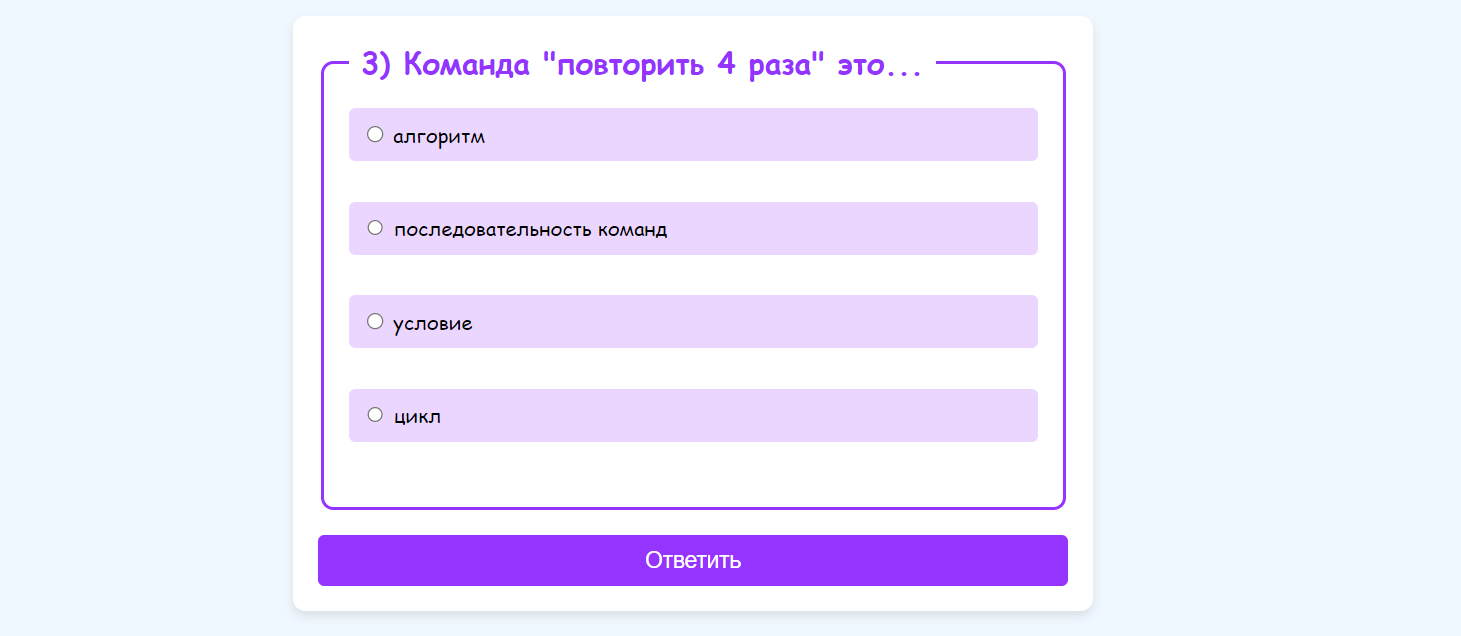 3) Команда "повторить 4 раза" это...
алгоритм
последовательность команд
условие
цикл
Ответить